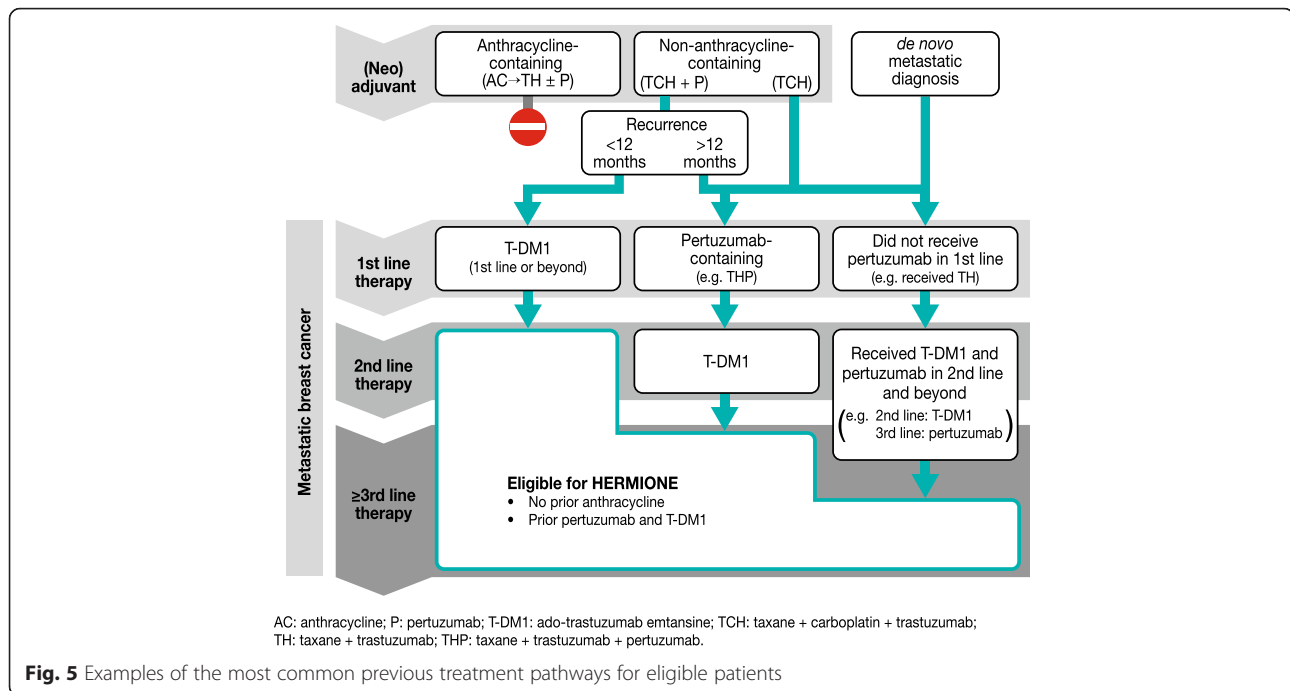 (Neo)
adjuvant
Anthracycline-
containing
(AC→TH ± P)
Non-anthracycline-
containing
(TCH + P) (TCH)
de novo
metastatic
diagnosis
Recurrence
<12 >12
months months
Metastatic breast cancer
1st line
therapy
T-DM1
(1st line or beyond)
Pertuzumab-
containing
(e.g. THP)
Did not receive
pertuzumab in 1st line
(e.g. received TH)
2nd line
therapy
T-DM1
Received T-DM1 and
pertuzumab in 2nd line
and beyond
(e.g. 2nd line: T-DM1
3rd line: pertuzumab)
≥3rd line
therapy
Eligible for HERMIONE
• No prior anthracycline
• Prior pertuzumab and T-DM1
AC: anthracycline; P: pertuzumab; T-DM1: ado-trastuzumab emtansine; TCH: taxane + carboplatin + trastuzumab;
TH: taxane + trastuzumab; THP: taxane + trastuzumab + pertuzumab.
Fig. 5 Examples of the most common previous treatment pathways for eligible patients